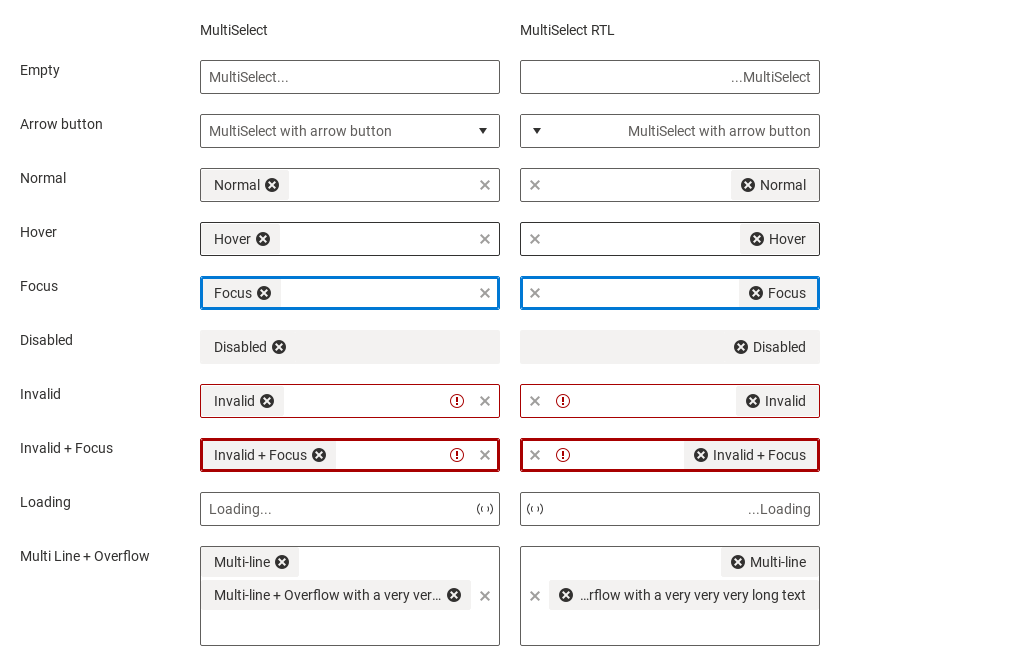 MultiSelect MultiSelect RTL
Empty MultiSelect... ...MultiSelect
Arrow button MultiSelect with arrow button MultiSelect with arrow button
Normal Normal Normal
Hover Hover Hover
Focus Focus Focus
Disabled Disabled Disabled
Invalid Invalid Invalid
Invalid + Focus Invalid + Focus Invalid + Focus
Loading Loading... ...Loading
Multi Line + Overflow Multi-line Multi-line
Multi-line + Overflow with a very ver... ...rflow with a very very very long text